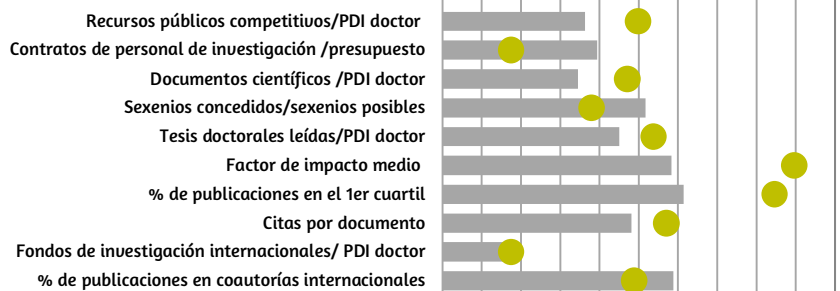 Recursos públicos competitivos/PDI doctor
Contratos de personal de investigación /presupuesto
Documentos científicos /PDI doctor
Sexenios concedidos/sexenios posibles
Tesis doctorales leídas/PDI doctor
Factor de impacto medio
% de publicaciones en el 1er cuartil
Citas por documento
Fondos de investigación internacionales/ PDI doctor
% de publicaciones en coautorías internacionales